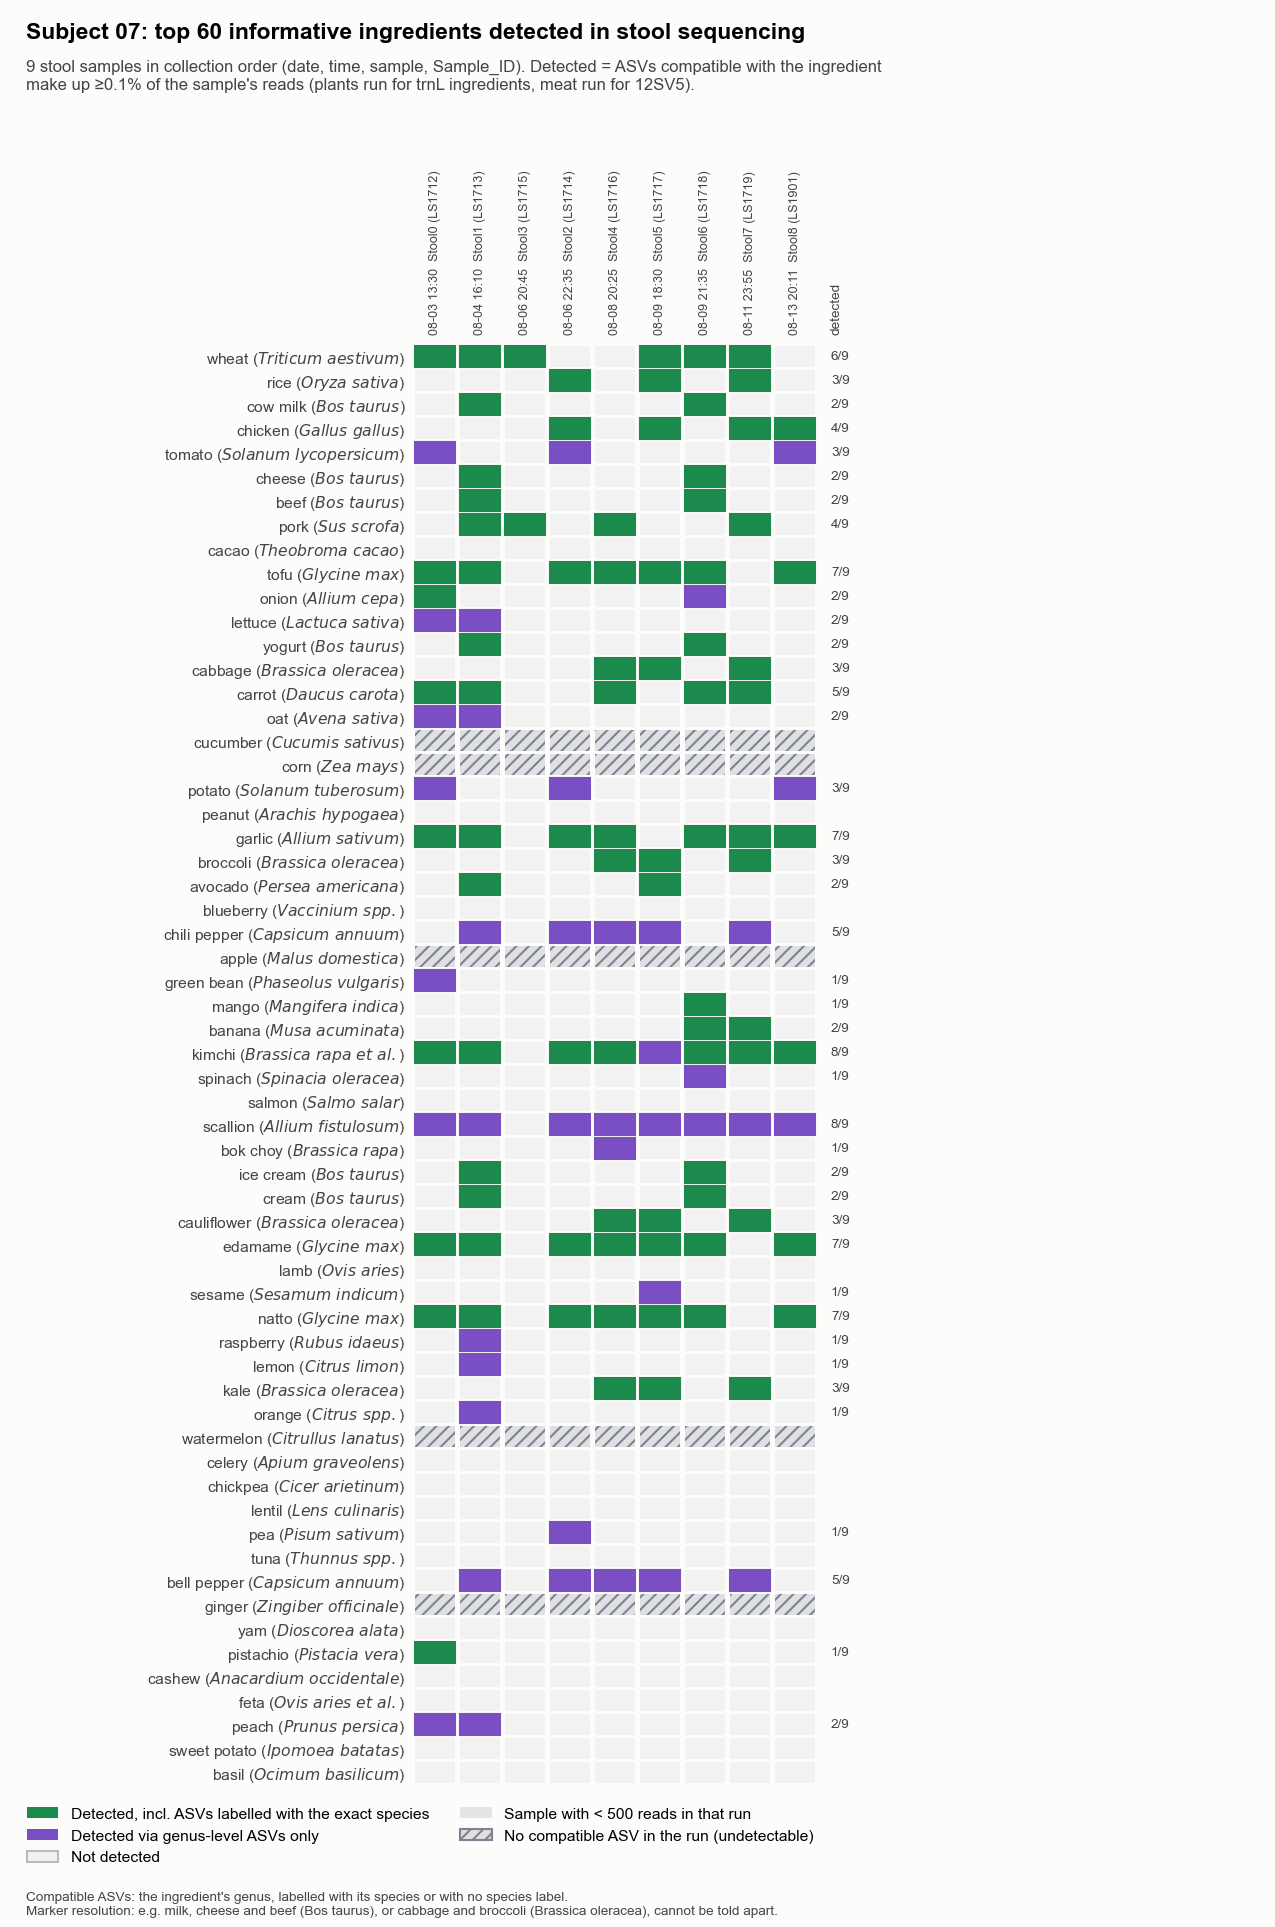 Subject 07: top 60 informative ingredients detected in stool sequencing
9 stool samples in collection order (date, time, sample, Sample_ID). Detected = ASVs compatible with the ingredient
make up ≥0.1% of the sample's reads (plants run for trnL ingredients, meat run for 12SV5).
08-03 13:30 Stool0 (LS1712)
08-04 16:10 Stool1 (LS1713)
08-06 20:45 Stool3 (LS1715)
08-06 22:35 Stool2 (LS1714)
08-08 20:25 Stool4 (LS1716)
08-09 18:30 Stool5 (LS1717)
08-09 21:35 Stool6 (LS1718)
08-11 23:55 Stool7 (LS1719)
08-13 20:11 Stool8 (LS1901)
detected
wheat (Triticum aestivum) 6/9
rice (Oryza sativa) 3/9
cow milk (Bos taurus) 2/9
chicken (Gallus gallus) 4/9
tomato (Solanum lycopersicum) 3/9
cheese (Bos taurus) 2/9
beef (Bos taurus) 2/9
pork (Sus scrofa) 4/9
cacao (Theobroma cacao)
tofu (Glycine max) 7/9
onion (Allium cepa) 2/9
lettuce (Lactuca sativa) 2/9
yogurt (Bos taurus) 2/9
cabbage (Brassica oleracea) 3/9
carrot (Daucus carota) 5/9
oat (Avena sativa) 2/9
cucumber (Cucumis sativus)
corn (Zea mays)
potato (Solanum tuberosum) 3/9
peanut (Arachis hypogaea)
garlic (Allium sativum) 7/9
broccoli (Brassica oleracea) 3/9
avocado (Persea americana) 2/9
blueberry (Vaccinium spp. )
chili pepper (Capsicum annuum) 5/9
apple (Malus domestica)
green bean (Phaseolus vulgaris) 1/9
mango (Mangifera indica) 1/9
banana (Musa acuminata) 2/9
kimchi (Brassica rapa et al. ) 8/9
spinach (Spinacia oleracea) 1/9
salmon (Salmo salar)
scallion (Allium fistulosum) 8/9
bok choy (Brassica rapa) 1/9
ice cream (Bos taurus) 2/9
cream (Bos taurus) 2/9
cauliflower (Brassica oleracea) 3/9
edamame (Glycine max) 7/9
lamb (Ovis aries)
sesame (Sesamum indicum) 1/9
natto (Glycine max) 7/9
raspberry (Rubus idaeus) 1/9
lemon (Citrus limon) 1/9
kale (Brassica oleracea) 3/9
orange (Citrus spp. ) 1/9
watermelon (Citrullus lanatus)
celery (Apium graveolens)
chickpea (Cicer arietinum)
lentil (Lens culinaris)
pea (Pisum sativum) 1/9
tuna (Thunnus spp. )
bell pepper (Capsicum annuum) 5/9
ginger (Zingiber officinale)
yam (Dioscorea alata)
pistachio (Pistacia vera) 1/9
cashew (Anacardium occidentale)
feta (Ovis aries et al. )
peach (Prunus persica) 2/9
sweet potato (Ipomoea batatas)
basil (Ocimum basilicum)
Detected, incl. ASVs labelled with the exact species
Detected via genus-level ASVs only
Not detected
Sample with < 500 reads in that run
No compatible ASV in the run (undetectable)
Compatible ASVs: the ingredient's genus, labelled with its species or with no species label.
Marker resolution: e.g. milk, cheese and beef (Bos taurus), or cabbage and broccoli (Brassica oleracea), cannot be told apart.